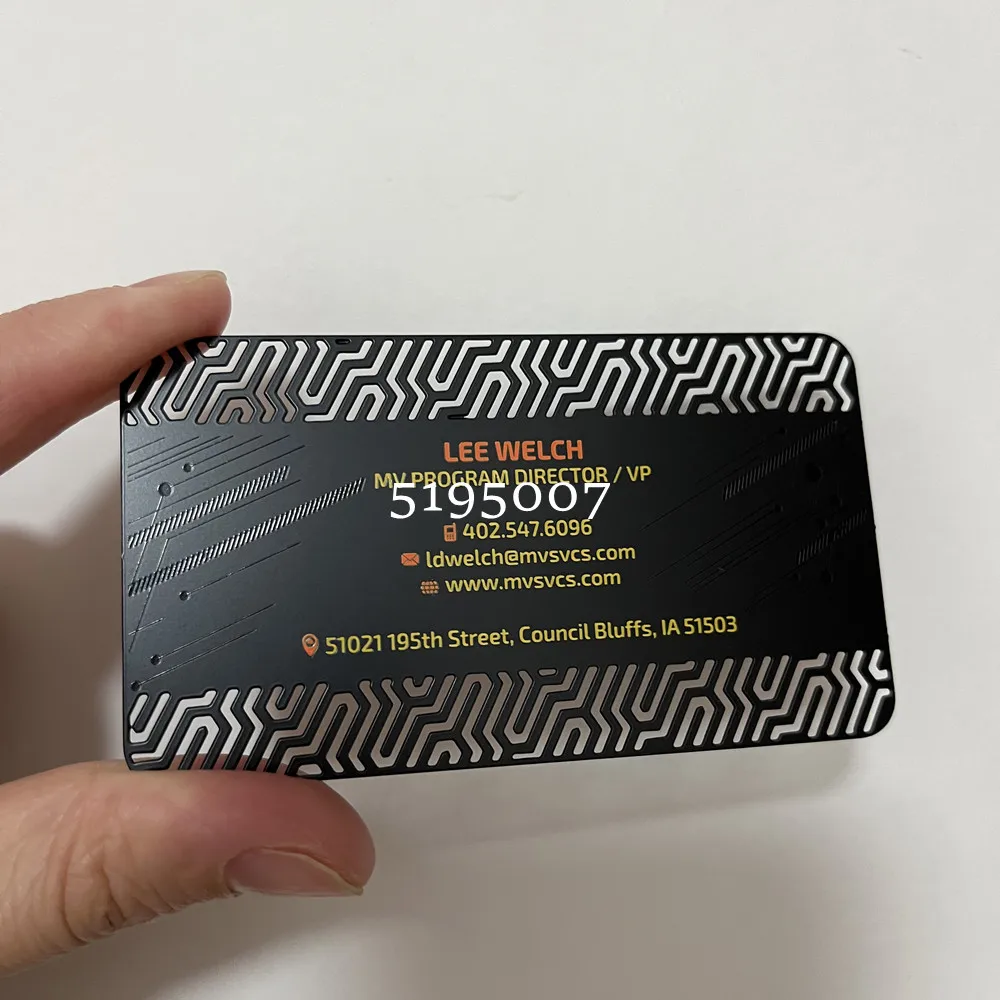 LEE WELCH
MV PROGRAM DIRECTOR / VP
5195007
402.547.6096
ldwelch@mvsvcs.com
www.mvsvcs.com
51021 195th Street, Council Bluffs, IA 51503